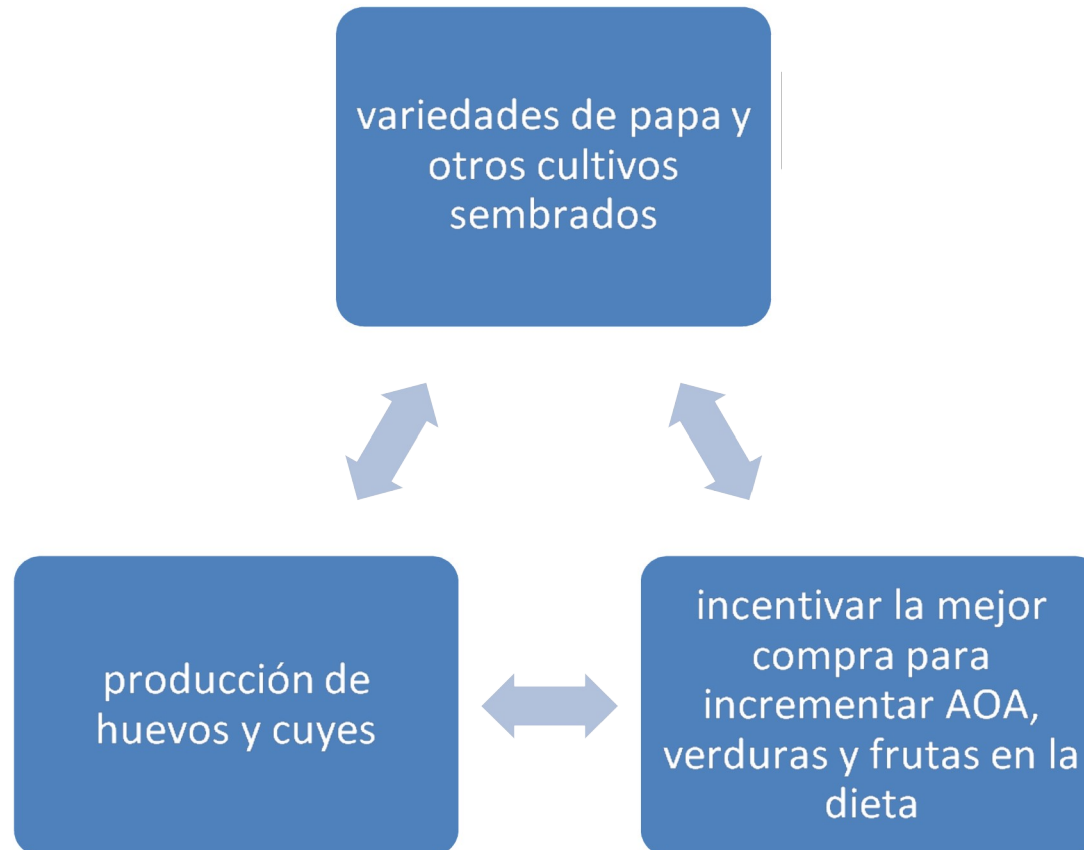 variedades de papa y
otros cultivos
sembrados
producción de
huevos y cuyes
incentivar la mejor
compra para
incrementar AOA,
verduras y frutas en la
dieta